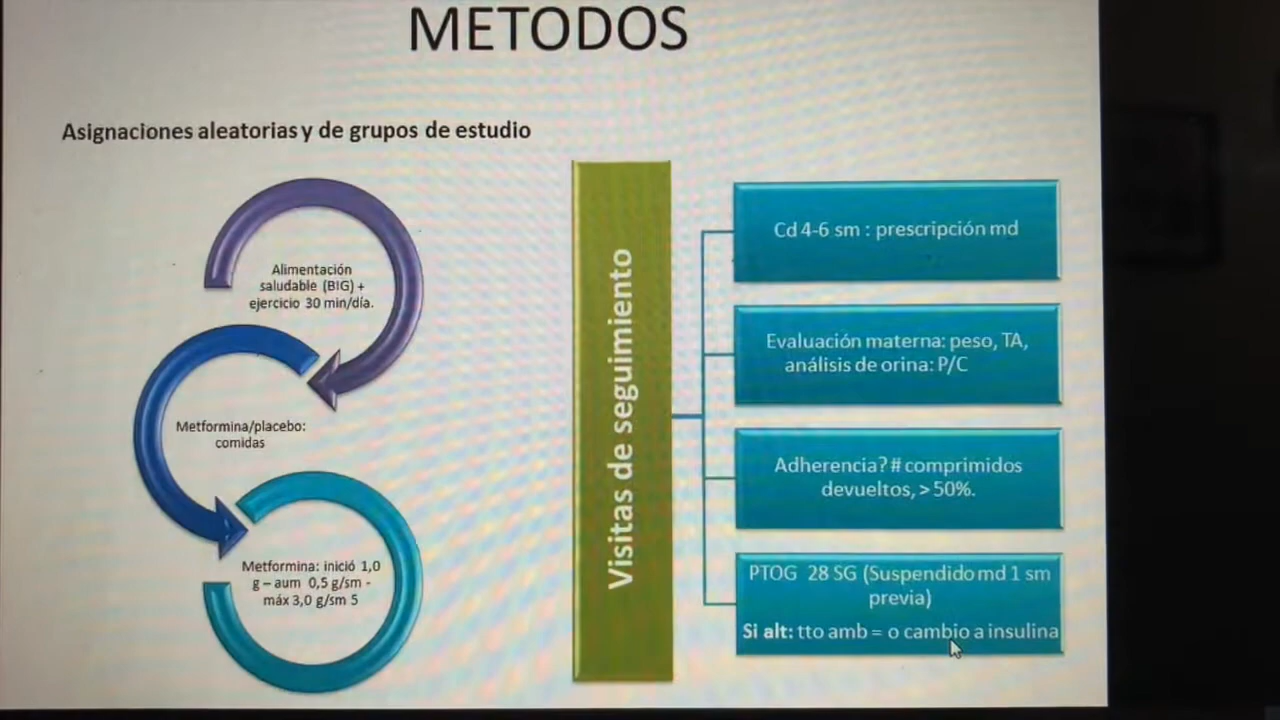 METODOS
Asignaciones aleatorias y de grupos de estudio
Alimentación
saludable (BIG) +
ejercicio 30 min/día.
Metformina/placebo:
comidas
Metformina: inició 1,0
g – aum 0,5 g/sm -
máx 3,0 g/sm 5
Visitas de seguimiento
Cd 4-6 sm : prescripción md
Evaluación materna: peso, TA,
análisis de orina: P/C
Adherencia? # comprimidos
devueltos, > 50%.
PTOG 28 SG (Suspendido md 1 sm
previa)
Si alt: tto amb = o cambio a insulina